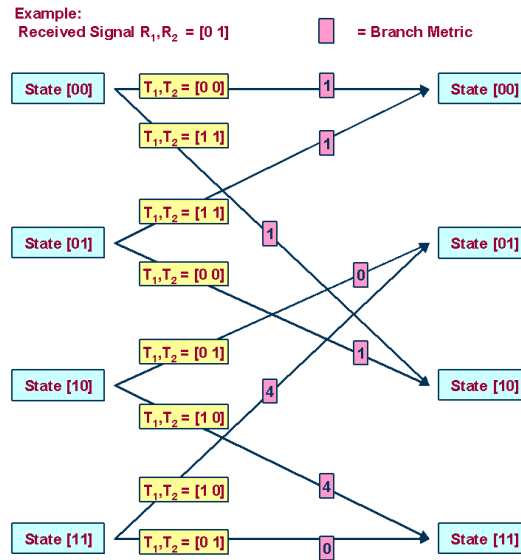 Example:
Received Signal R₁,R₂ = [0 1]
= Branch Metric
State [00]
T₁,T₂ = [0 0]
1
State [00]
T₁,T₂ = [1 1]
1
T₁,T₂ = [1 1]
State [01]
1
State [01]
T₁,T₂ = [0 0]
0
T₁,T₂ = [0 1]
1
State [10]
4
State [10]
T₁,T₂ = [1 0]
T₁,T₂ = [1 0]
4
State [11]
T₁,T₂ = [0 1]
0
State [11]